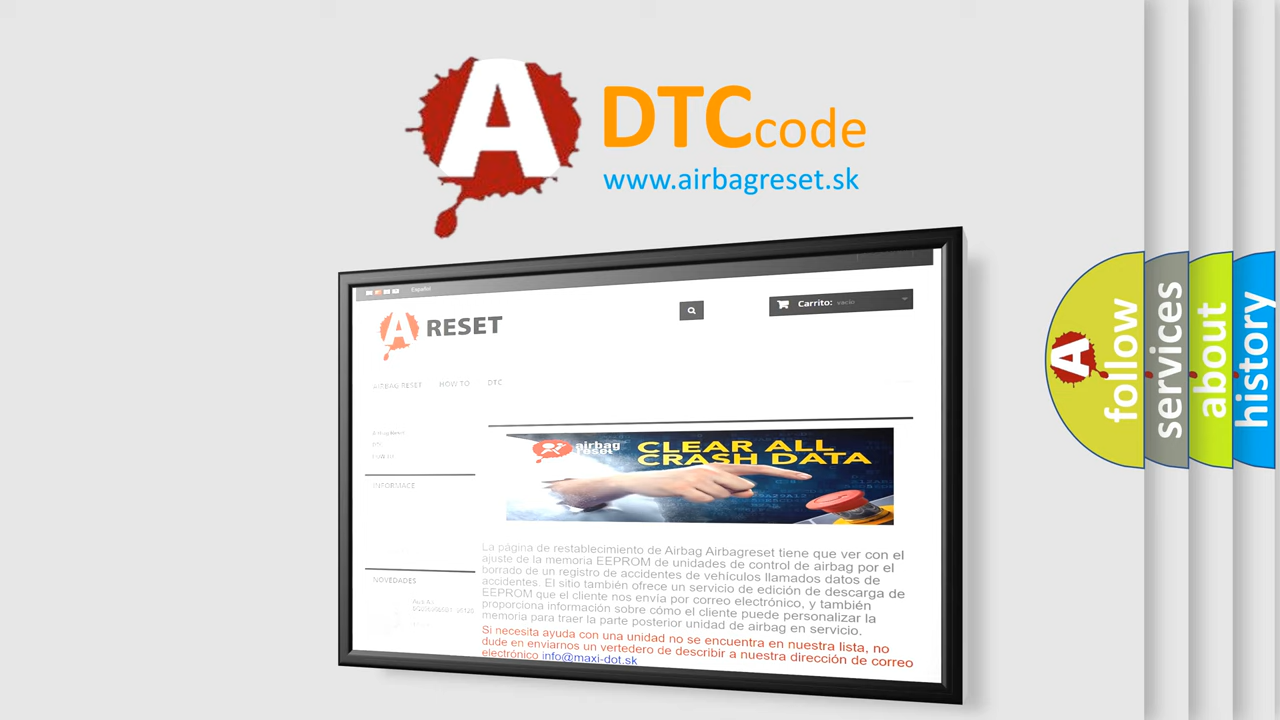 A DTCcode
www.airbagreset.sk
Español
A RESET
Carrito: vacío
AIRBAG RESET HOW TO DTC
INFORMACE
airbag
reset
CLEAR ALL
CRASH DATA
La página de restablecimiento de Airbag Airbagreset tiene que ver con el
ajuste de la memoria EEPROM de unidades de control de airbag por el
borrado de un registro de accidentes de vehículos llamados datos de
accidentes. El sitio también ofrece un servicio de edición de descarga de
EEPROM que el cliente nos envía por correo electrónico, y también
proporciona información sobre cómo el cliente puede personalizar la
memoria para traer la parte posterior unidad de airbag en servicio.
Si necesita ayuda con una unidad no se encuentra en nuestra lista, no
dude en enviarnos un vertedero de describir a nuestra dirección de correo
electrónico info@maxi-dot.sk
NOVEDADES
A
follow
services
about
history